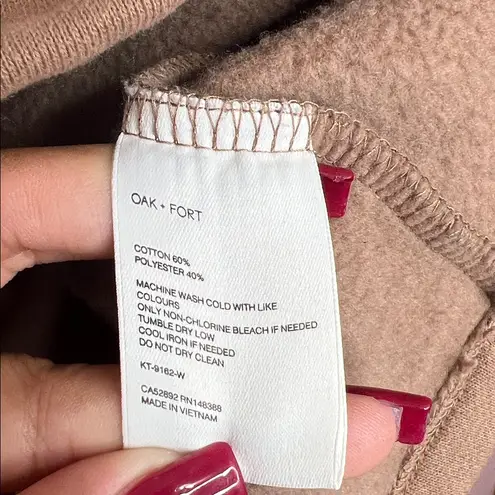 OAK + FORT
COTTON 60%
POLYESTER 40%
MACHINE WASH COLD WITH LIKE
COLOURS
ONLY NON-CHLORINE BLEACH IF NEEDED
TUMBLE DRY LOW
COOL IRON IF NEEDED
DO NOT DRY CLEAN
KT-9162-W
CA52892 RN148388
MADE IN VIETNAM